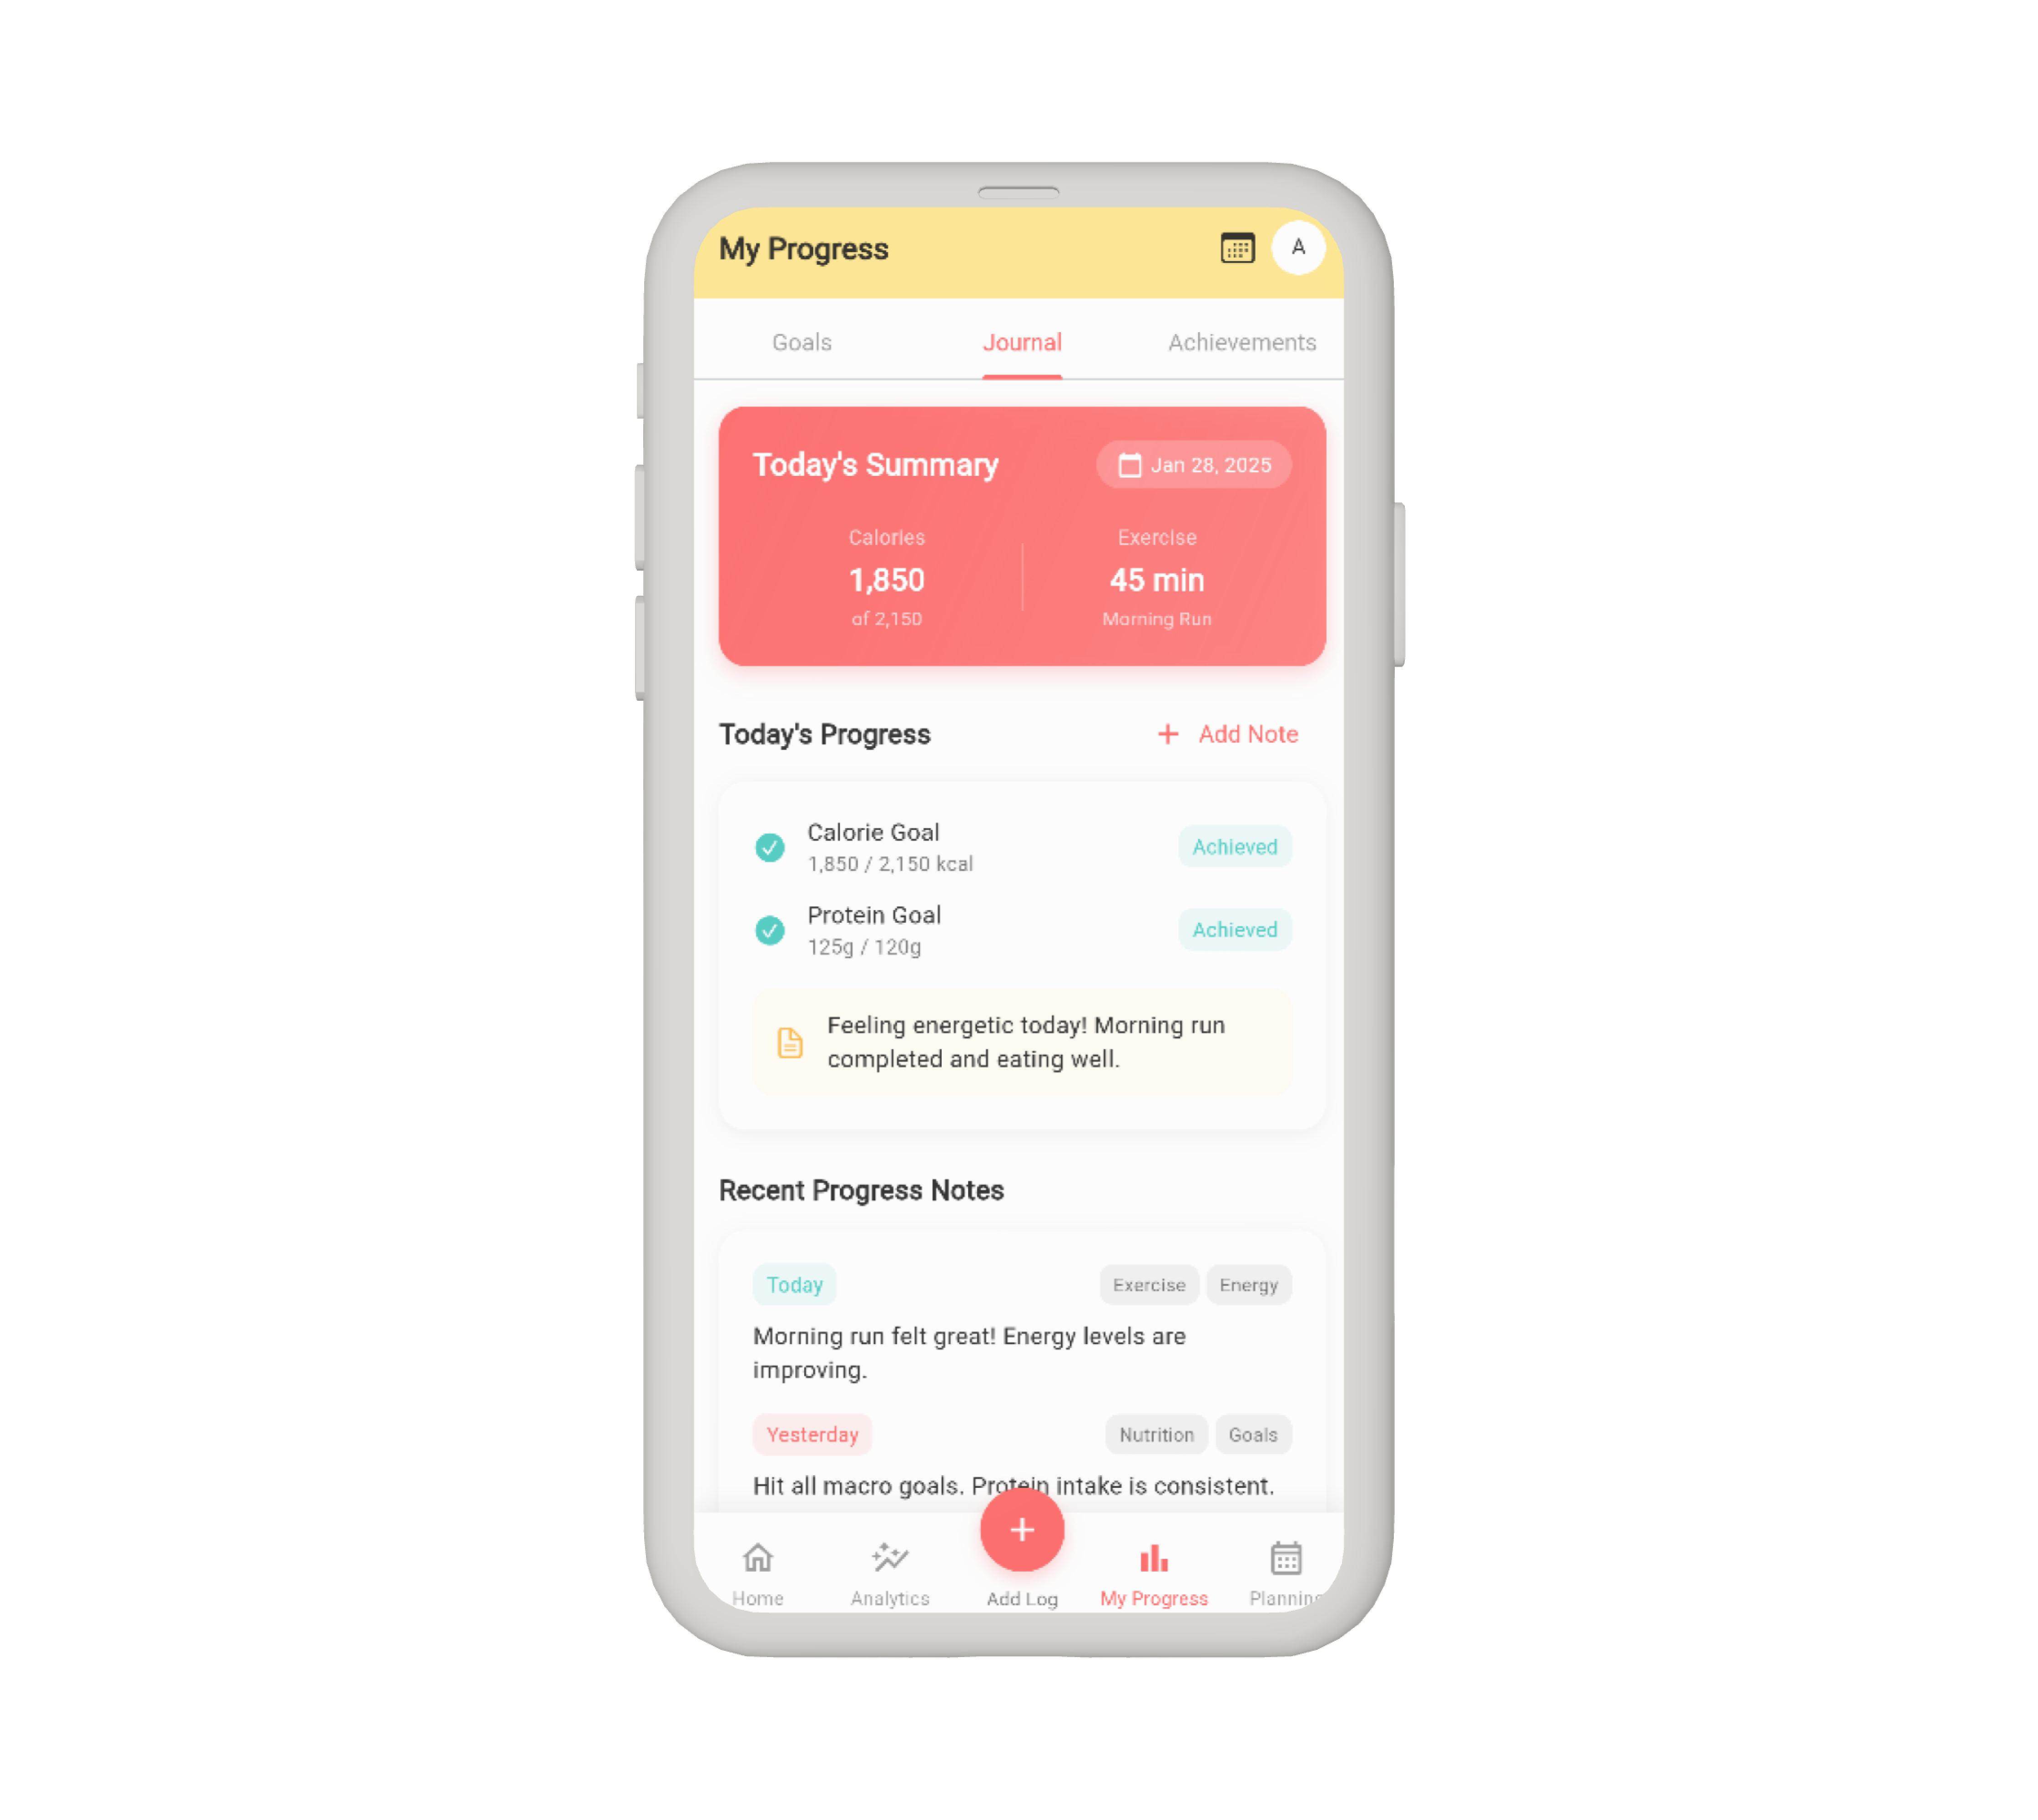 My Progress
A
Goals
Journal
Achievements
Today's Summary
Jan 28, 2025
Calories
Exercise
1,850
45 min
of 2,150
Morning Run
Today's Progress
+ Add Note
Calorie Goal
1,850 / 2,150 kcal
Achieved
Protein Goal
125g / 120g
Achieved
Feeling energetic today! Morning run
completed and eating well.
Recent Progress Notes
Today
Exercise
Energy
Morning run felt great! Energy levels are
improving.
Yesterday
Nutrition
Goals
Hit all macro goals. Protein intake is consistent.
+
Home
Analytics
Add Log
My Progress
Planning